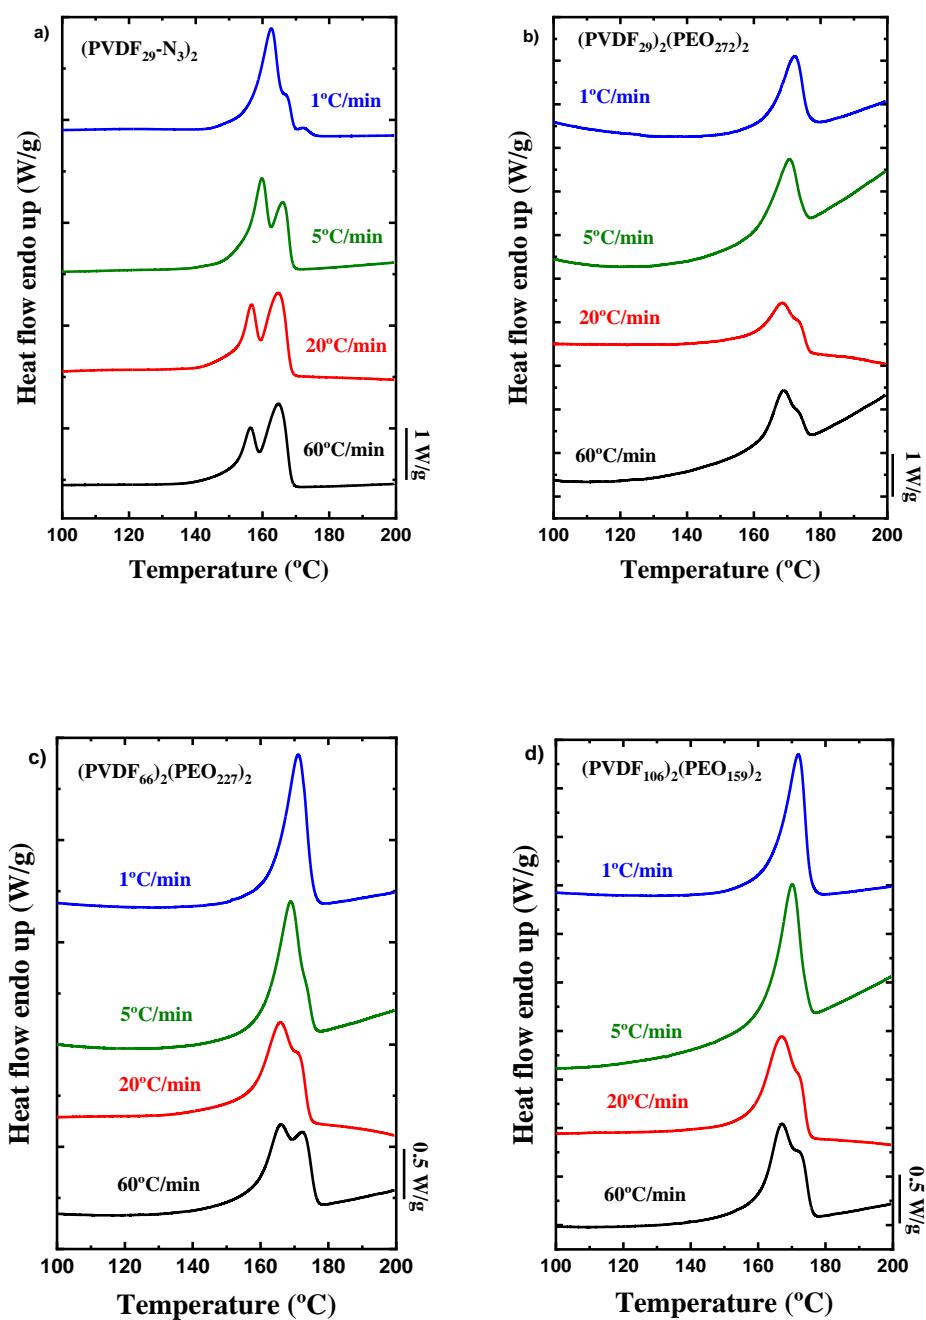 a)
(PVDF₂₉-N₃)₂
1ºC/min
5ºC/min
20ºC/min
60ºC/min
1 W/g
Heat flow endo up (W/g)
100 120 140 160 180 200
Temperature (ºC)
b)
(PVDF₂₉)₂(PEO₂₇₂)₂
1ºC/min
5ºC/min
20ºC/min
60ºC/min
1 W/g
Heat flow endo up (W/g)
100 120 140 160 180 200
Temperature (ºC)
c)
(PVDF₆₆)₂(PEO₂₂₇)₂
1ºC/min
5ºC/min
20ºC/min
60ºC/min
0.5 W/g
Heat flow endo up (W/g)
100 120 140 160 180 200
Temperature (ºC)
d)
(PVDF₁₀₆)₂(PEO₁₅₉)₂
1ºC/min
5ºC/min
20ºC/min
60ºC/min
0.5 W/g
Heat flow endo up (W/g)
100 120 140 160 180 200
Temperature (ºC)